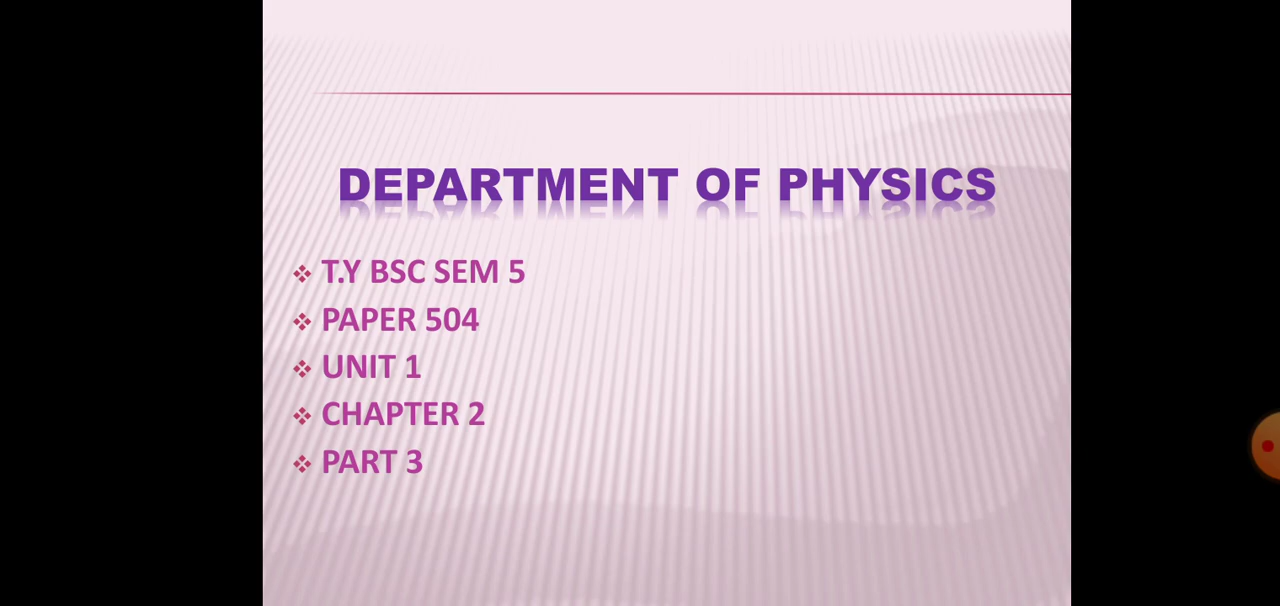 DEPARTMENT OF PHYSICS
T.Y BSC SEM 5
PAPER 504
UNIT 1
CHAPTER 2
PART 3